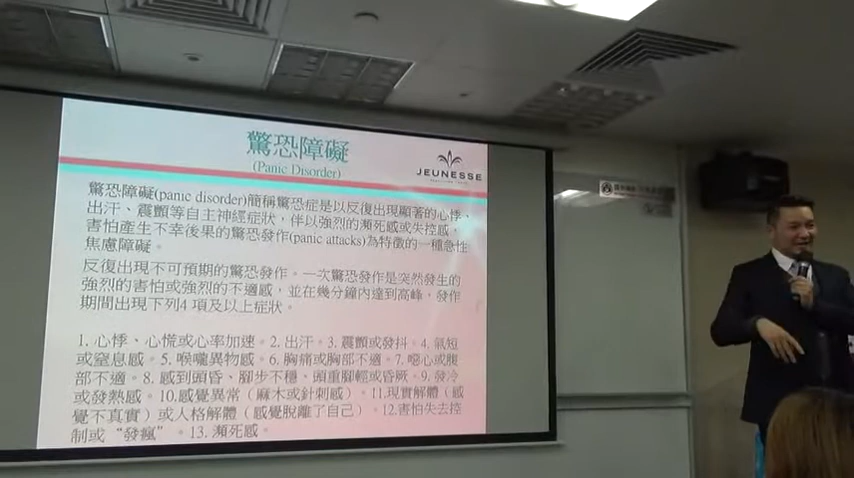 驚恐障礙
(Panic Disorder)
JEUNESSE
驚恐障礙(panic disorder)簡稱驚恐症是以反復出現顯著的心悸、
出汗、震顫等自主神經症狀，伴以強烈的瀕死感或失控感，
害怕產生不幸後果的驚恐發作(panic attacks)為特徵的一種急性
焦慮障礙。
反復出現不可預期的驚恐發作。一次驚恐發作是突然發生的
強烈的害怕或強烈的不適感，並在幾分鐘內達到高峰，發作
期間出現下列4 項及以上症狀。
1. 心悸、心慌或心率加速。2. 出汗。3. 震顫或發抖。4. 氣短
或窒息感。5. 喉嚨異物感。6. 胸痛或胸部不適。7. 噁心或腹
部不適。8. 感到頭昏、腳步不穩、頭重腳輕或昏厥。9. 發冷
或發熱感。10.感覺異常（麻木或針刺感）。11.現實解體（感
覺不真實）或人格解體（感覺脫離了自己）。12.害怕失去控
制或“發瘋”。13. 瀕死感。